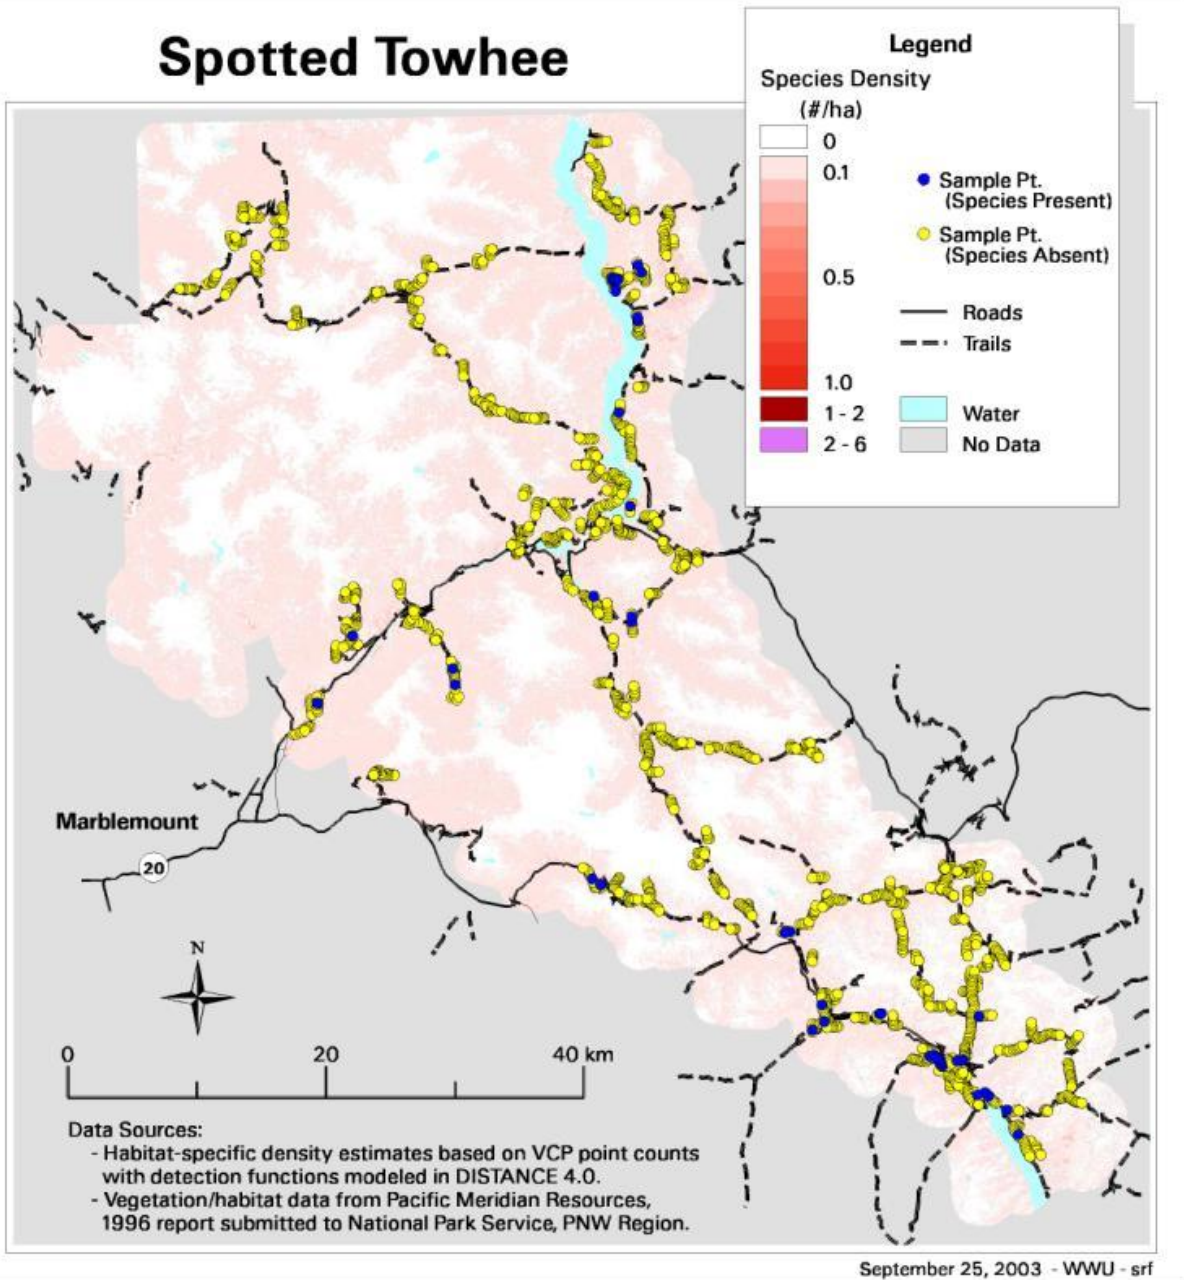 Spotted Towhee
Legend
Species Density
(#/ha)
0
0.1
0.5
1.0
1 - 2
2 - 6
Sample Pt.
(Species Present)
Sample Pt.
(Species Absent)
Roads
Trails
Water
No Data
Marblemount
20
N
0 20 40 km
Data Sources:
- Habitat-specific density estimates based on VCP point counts
with detection functions modeled in DISTANCE 4.0.
- Vegetation/habitat data from Pacific Meridian Resources,
1996 report submitted to National Park Service, PNW Region.
September 25, 2003 - WWU - srf